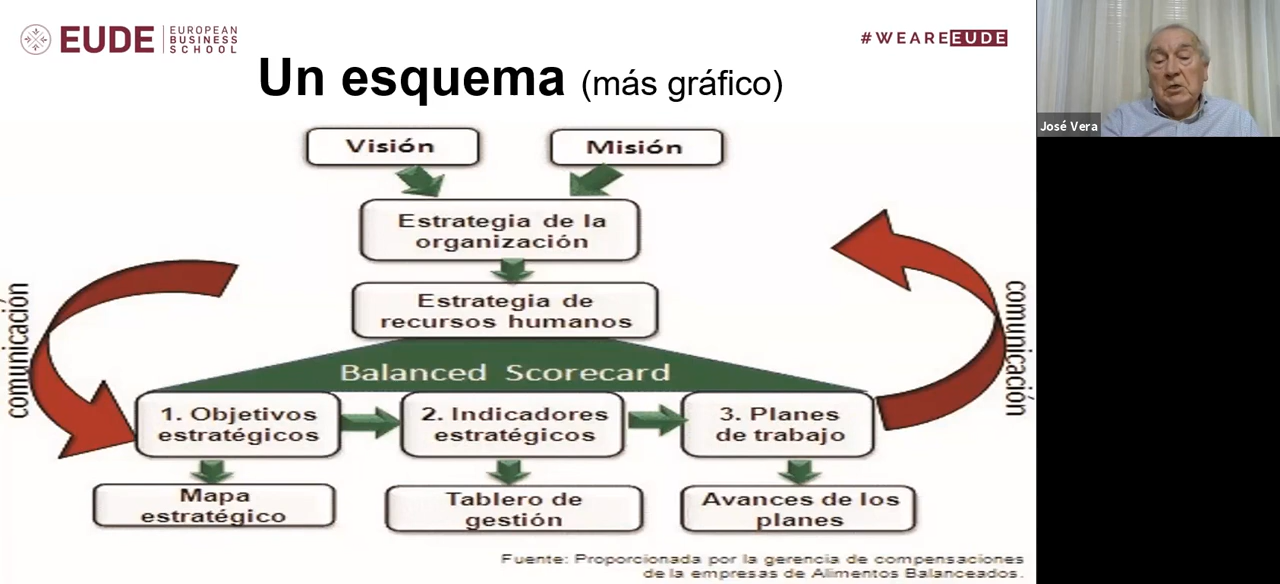 EUDE
EUROPEAN
BUSINESS
SCHOOL
#WEAREEUDE
José Vera
Un esquema (más gráfico)
Visión
Misión
Estrategia de la
organización
Estrategia de
recursos humanos
Balanced Scorecard
comunicación
comunicación
1. Objetivos
estratégicos
2. Indicadores
estratégicos
3. Planes
de trabajo
Mapa
estratégico
Tablero de
gestión
Avances de los
planes
Fuente: Proporcionada por la gerencia de compensaciones
de la empresas de Alimentos Balanceados.